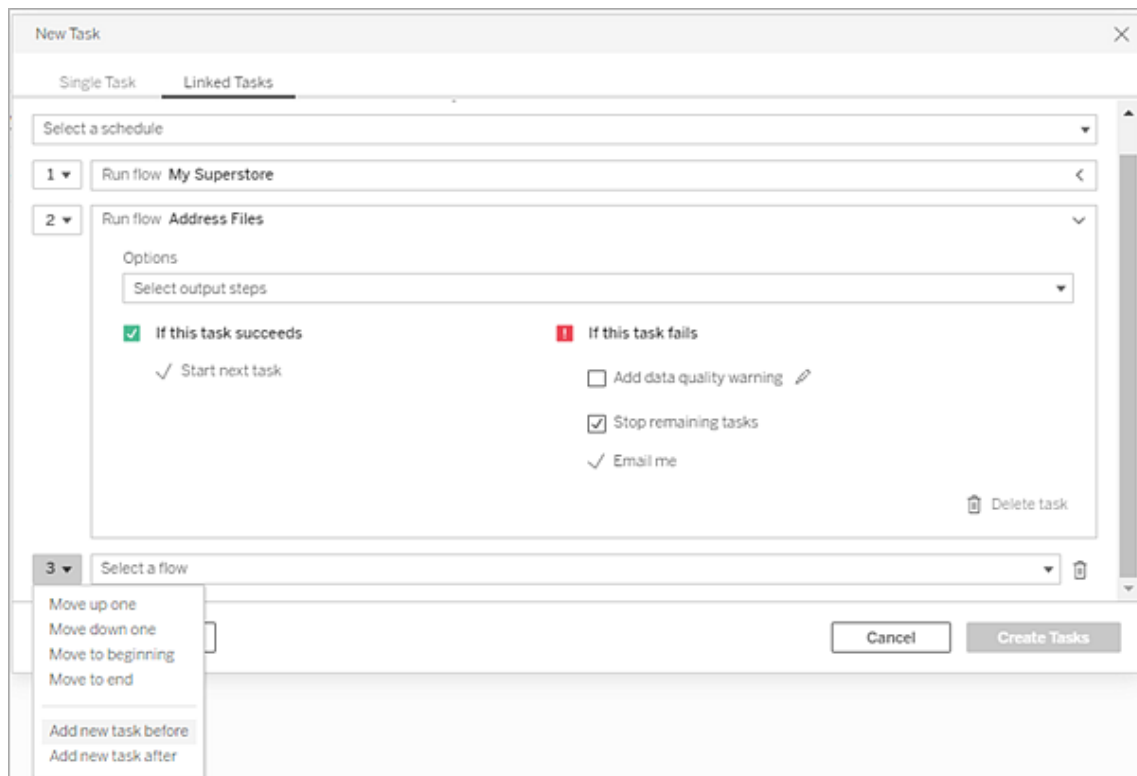 New Task
Single Task Linked Tasks
Select a schedule
1 Run flow My Superstore
2 Run flow Address Files
Options
Select output steps
If this task succeeds If this task fails
Start next task Add data quality warning
Stop remaining tasks
Email me
Delete task
3 Select a flow
Move up one
Move down one
Cancel Create Tasks
Move to beginning
Move to end
Add new task before
Add new task after